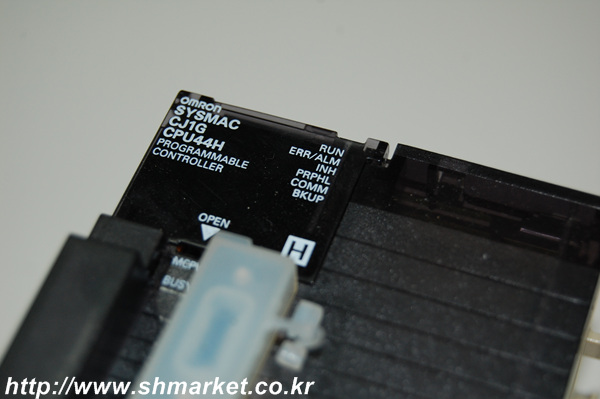 OMRON
SYSMAC
CJ1G
CPU44H
PROGRAMMABLE
CONTROLLER
RUN
ERR/ALM
INH
PRPHL
COMM
BKUP
OPEN
H
BUSY
http://www.shmarket.co.kr